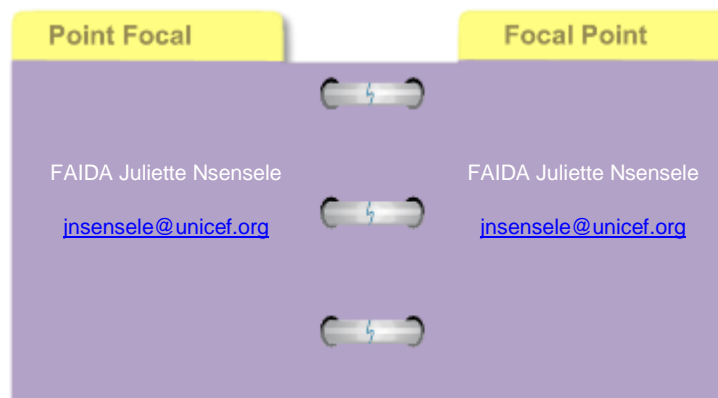 Point Focal
FAIDA Juliette Nsensele
jnsensele@unicef.org
Focal Point
FAIDA Juliette Nsensele
jnsensele@unicef.org